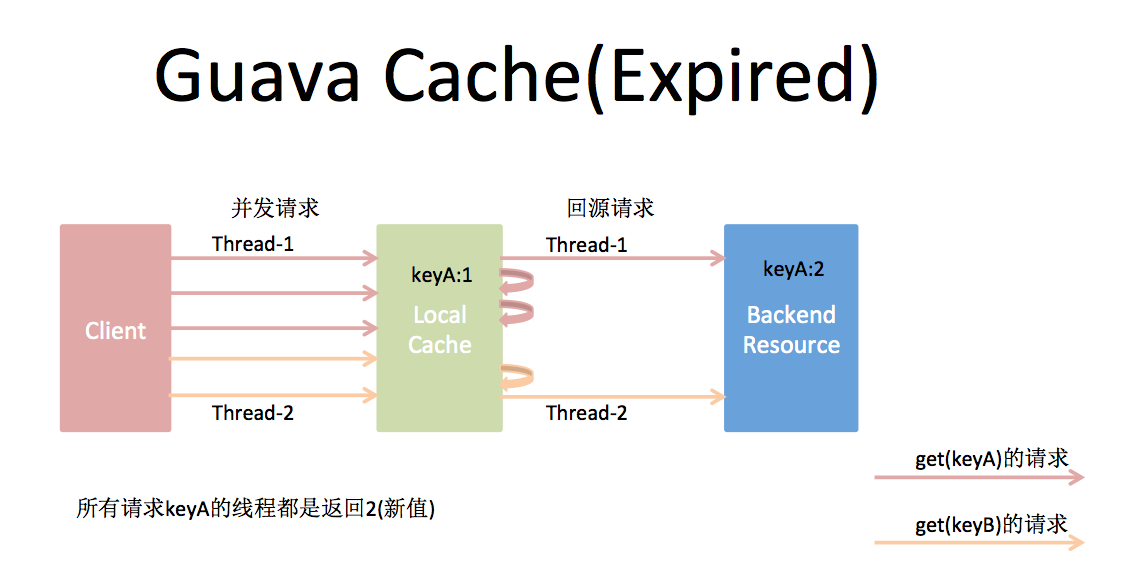 Guava Cache(Expired)
并发请求
回源请求
Thread-1
Thread-1
keyA:1
keyA:2
Client
Local
Cache
Backend
Resource
Thread-2
Thread-2
get(keyA)的请求
所有请求keyA的线程都是返回2(新值)
get(keyB)的请求